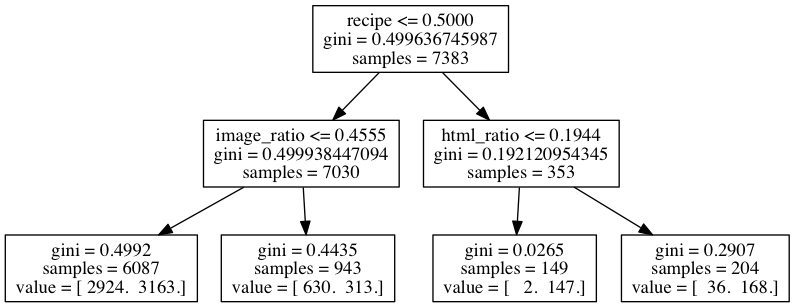 recipe <= 0.5000
gini = 0.499636745987
samples = 7383
image_ratio <= 0.4555
gini = 0.499938447094
samples = 7030
html_ratio <= 0.1944
gini = 0.192120954345
samples = 353
gini = 0.4992
samples = 6087
value = [ 2924. 3163.]
gini = 0.4435
samples = 943
value = [ 630. 313.]
gini = 0.0265
samples = 149
value = [ 2. 147.]
gini = 0.2907
samples = 204
value = [ 36. 168.]